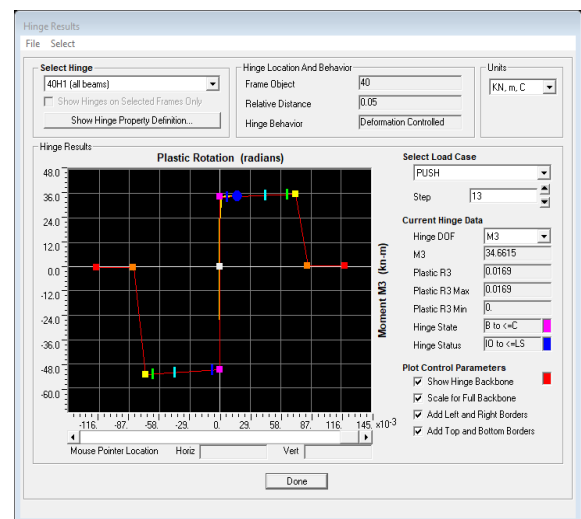 Hinge Results
File Select
Select Hinge
40H1 (all beams)
Show Hinges on Selected Frames Only
Show Hinge Property Definition...
Hinge Location And Behavior
Frame Object 40
Relative Distance 0.05
Hinge Behavior Deformation Controlled
Units
KN, m, C
Hinge Results
Plastic Rotation (radians)
48.0
36.0
24.0
12.0
0.0
-12.0
-24.0
-36.0
-48.0
-60.0
Moment M3 (kn-m)
-116. -87. -58. -29. 0. 29. 58. 87. 116. 145. x10-3
Mouse Pointer Location Horiz Vert
Select Load Case
PUSH
Step 13
Current Hinge Data
Hinge DOF M3
M3 34.6615
Plastic R3 0.0169
Plastic R3 Max 0.0169
Plastic R3 Min 0.
Hinge State B to <=C
Hinge Status IO to <=LS
Plot Control Parameters
Show Hinge Backbone
Scale for Full Backbone
Add Left and Right Borders
Add Top and Bottom Borders
Done